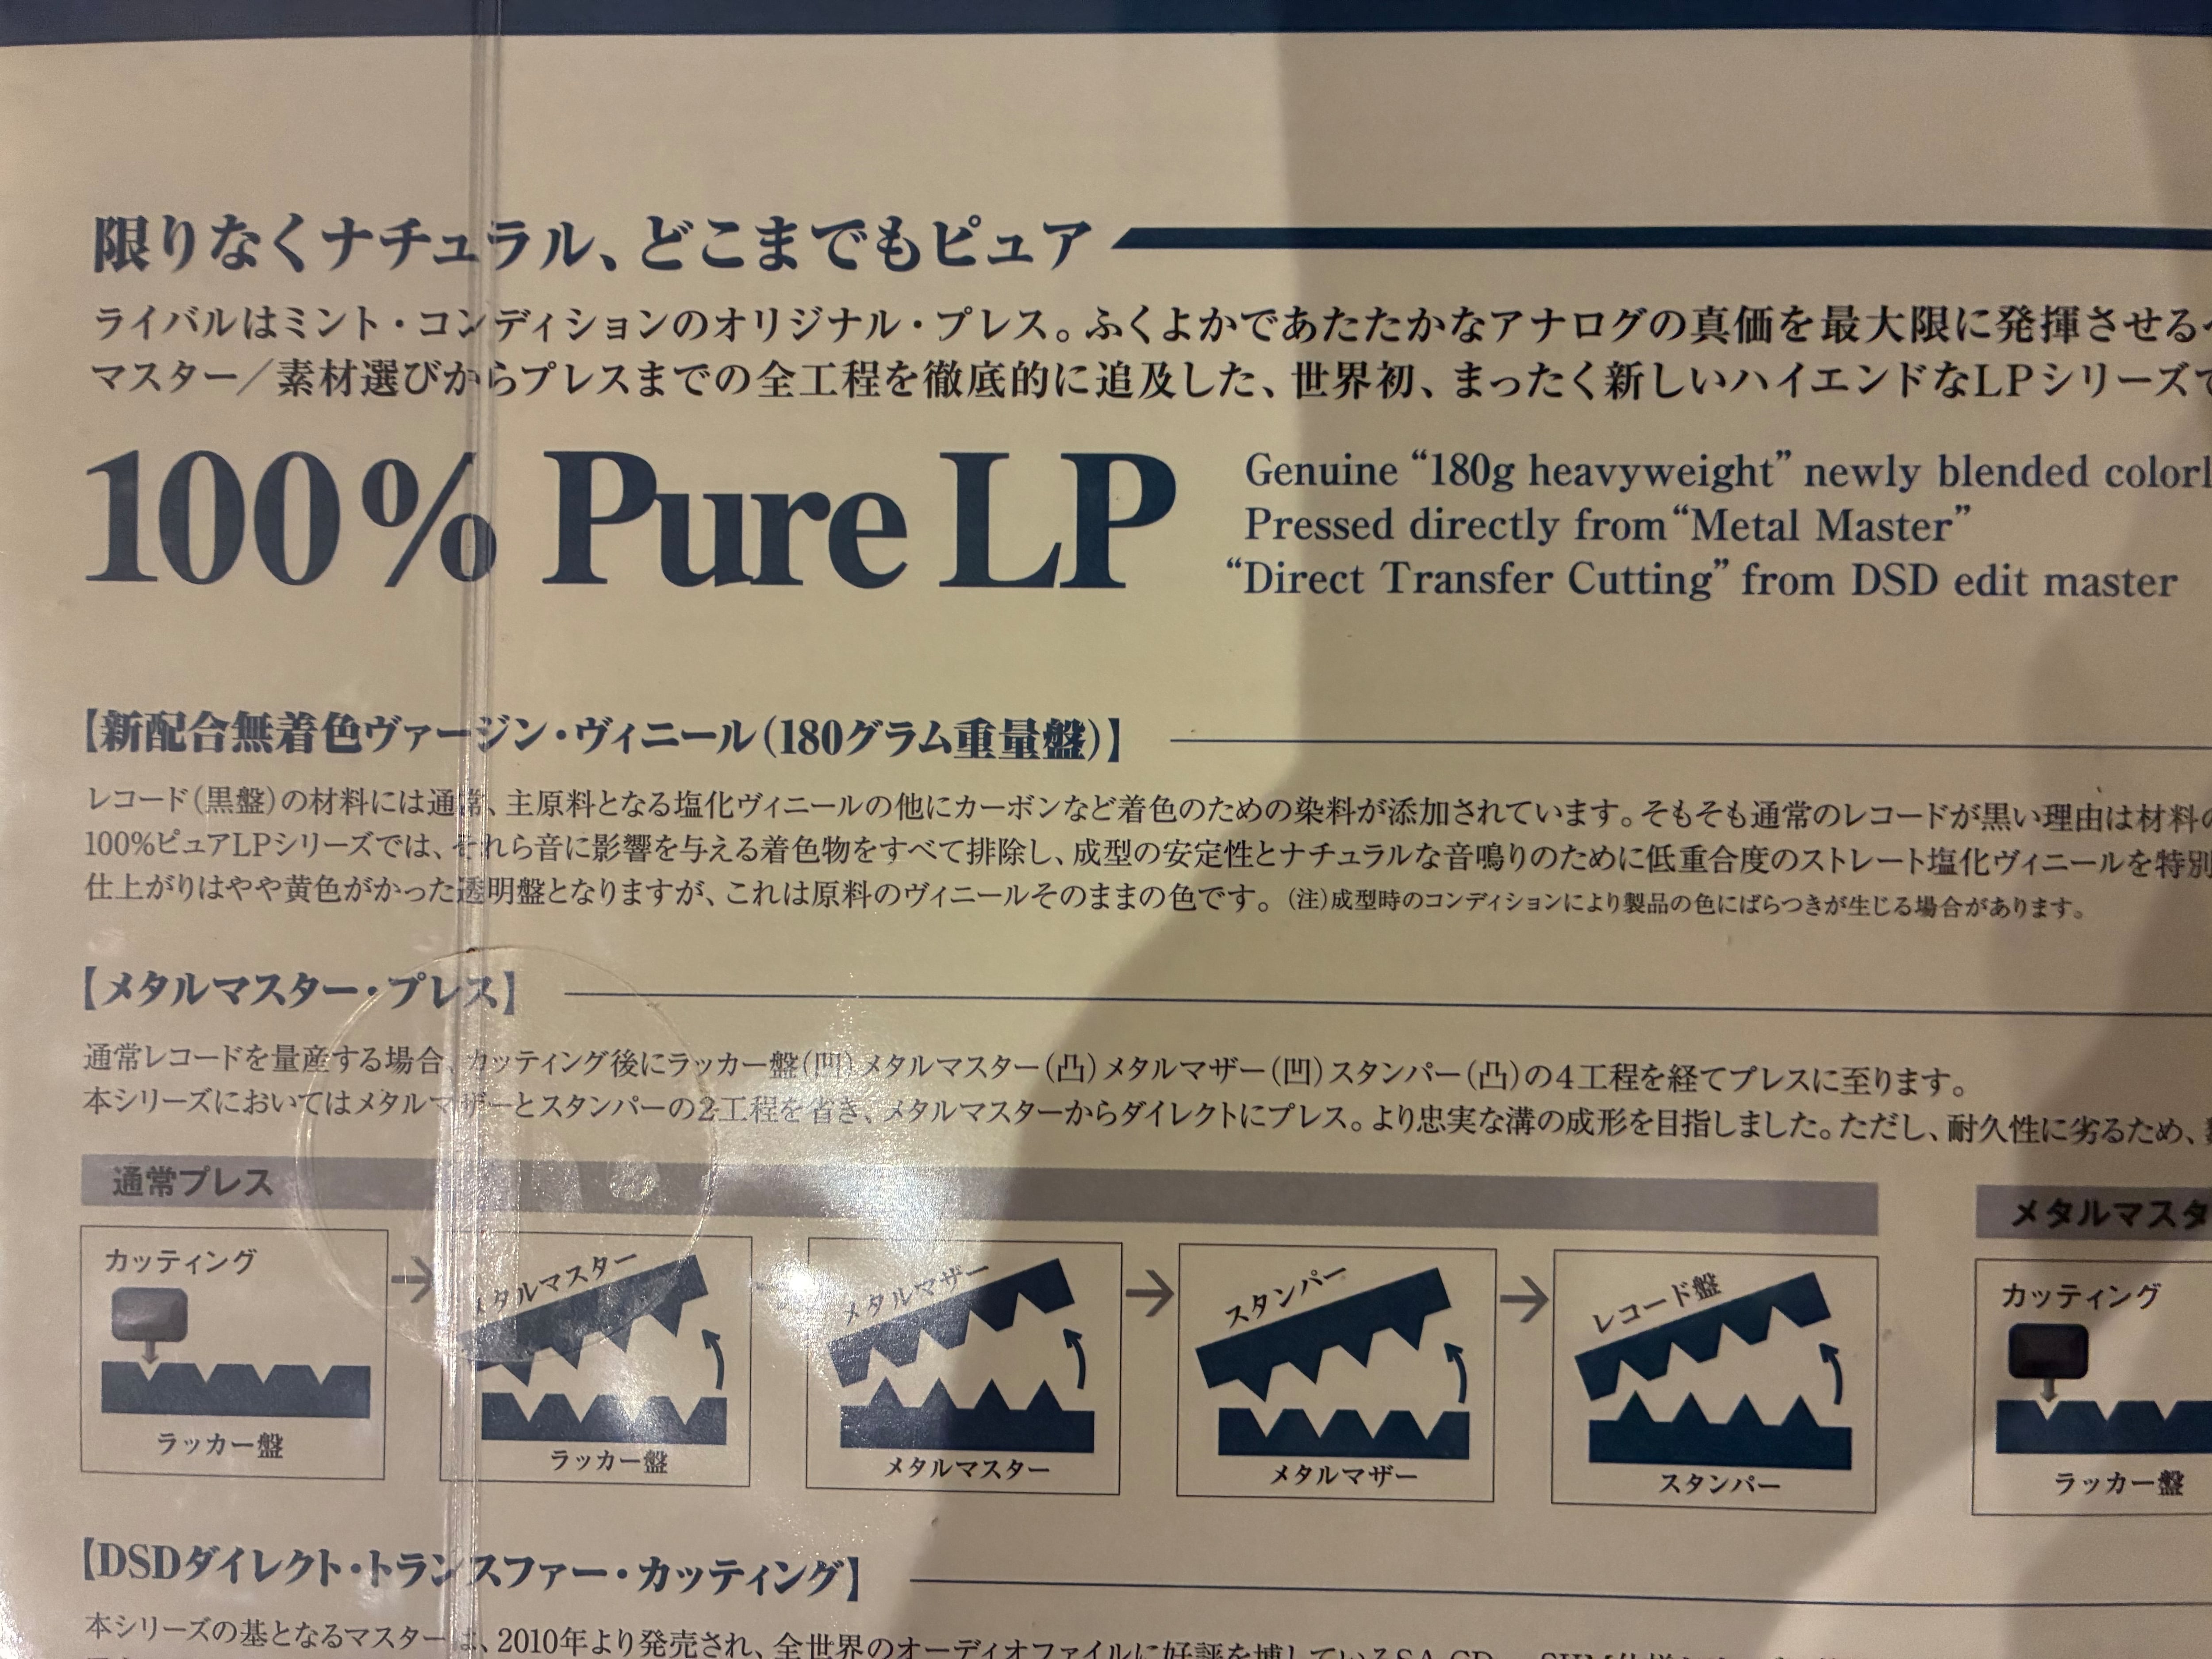 限りなくナチュラル、どこまでもピュア
ライバルはミント・コンディションのオリジナル・プレス。ふくよかであたたかなアナログの真価を最大限に発揮させる
マスター／素材選びからプレスまでの全工程を徹底的に追及した、世界初、まったく新しいハイエンドなLPシリーズで
100% Pure LP
Genuine “180g heavyweight” newly blended colorl
Pressed directly from “Metal Master”
“Direct Transfer Cutting” from DSD edit master
【新配合無着色ヴァージン・ヴィニール（180グラム重量盤）】
レコード（黒盤）の材料には通常、主原料となる塩化ヴィニールの他にカーボンなど着色のための染料が添加されています。そもそも通常のレコードが黒い理由は材料の
100%ピュアLPシリーズでは、それら音に影響を与える着色物をすべて排除し、成型の安定性とナチュラルな音鳴りのために低重合度のストレート塩化ヴィニールを特別
仕上がりはやや黄色がかった透明盤となりますが、これは原料のヴィニールそのままの色です。（注）成型時のコンディションにより製品の色にばらつきが生じる場合があります。
【メタルマスター・プレス】
通常レコードを量産する場合、カッティング後にラッカー盤（凹）メタルマスター（凸）メタルマザー（凹）スタンパー（凸）の4工程を経てプレスに至ります。
本シリーズにおいてはメタルマザーとスタンパーの2工程を省き、メタルマスターからダイレクトにプレス。より忠実な溝の成形を目指しました。ただし、耐久性に劣るため、
通常プレス
メタルマスタ
カッティング
ラッカー盤
メタルマスター
ラッカー盤
メタルマザー
メタルマスター
スタンパー
メタルマザー
レコード盤
スタンパー
カッティング
ラッカー盤
【DSDダイレクト・トランスファー・カッティング】
本シリーズの基となるマスターは、2010年より発売され、全世界のオーディオファイルに好評を博しているSA-CD